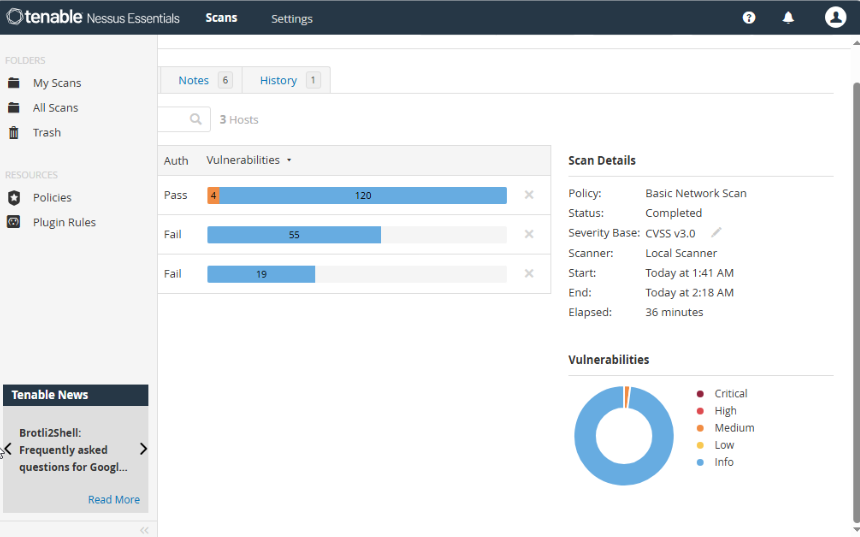 tenable Nessus Essentials Scans Settings
FOLDERS
My Scans
All Scans
Trash
RESOURCES
Policies
Plugin Rules
Tenable News
Brotli2Shell:
Frequently asked
questions for Googl...
Read More
Notes 6 History 1
3 Hosts
Auth Vulnerabilities
Pass 4 120
Fail 55
Fail 19
Scan Details
Policy: Basic Network Scan
Status: Completed
Severity Base: CVSS v3.0
Scanner: Local Scanner
Start: Today at 1:41 AM
End: Today at 2:18 AM
Elapsed: 36 minutes
Vulnerabilities
Critical
High
Medium
Low
Info